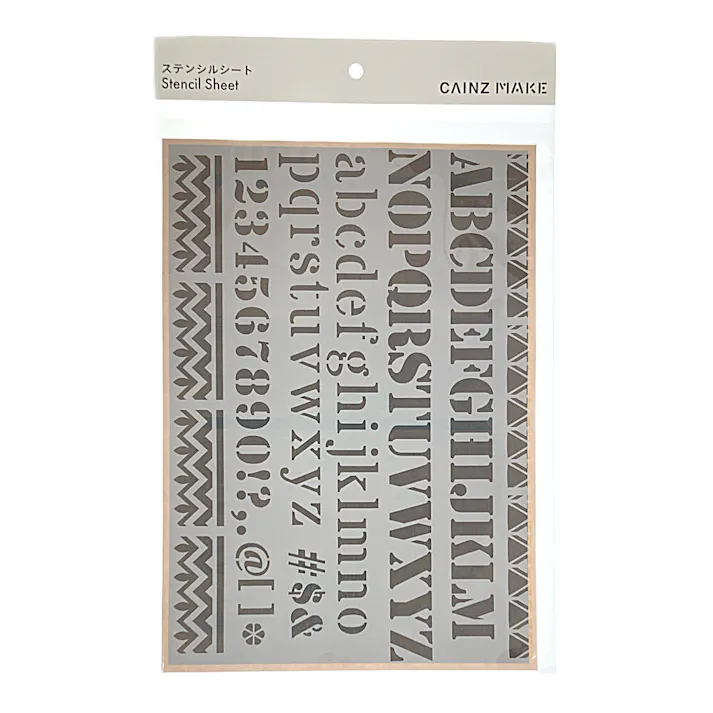 ステンシルシート
Stencil Sheet
CAINZ MAKE
ABCDEFGHIJKLM
NOPQRSTUVWXYZ
abcdefghijklmno
pqrstuvwxyz #$&
1234567890!?,.@[]*